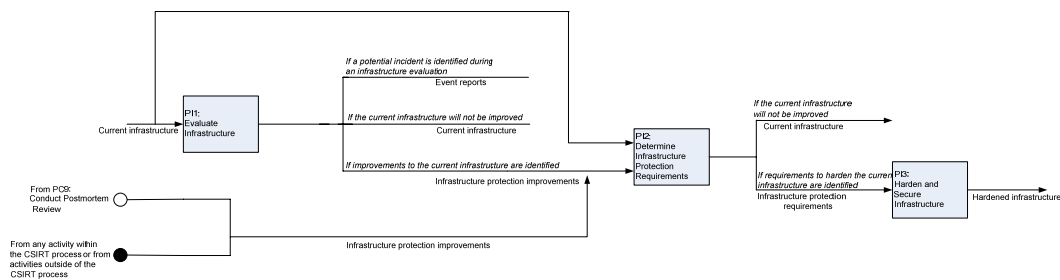 If a potential incident is identified during
an infrastructure evaluation
Event reports
Current infrastructure
PI1:
Evaluate
Infrastructure
If the current infrastructure will not be improved
Current infrastructure
If improvements to the current infrastructure are identified
Infrastructure protection improvements
PI2:
Determine
Infrastructure
Protection
Requirements
If the current infrastructure
will not be improved
Current infrastructure
If requirements to harden the current
infrastructure are identified
Infrastructure protection
requirements
PI3:
Harden and
Secure
Infrastructure
Hardened infrastructure
From PC9:
Conduct Postmortem
Review
From any activity within
the CSIRT process or from
activities outside of the
CSIRT process
Infrastructure protection improvements